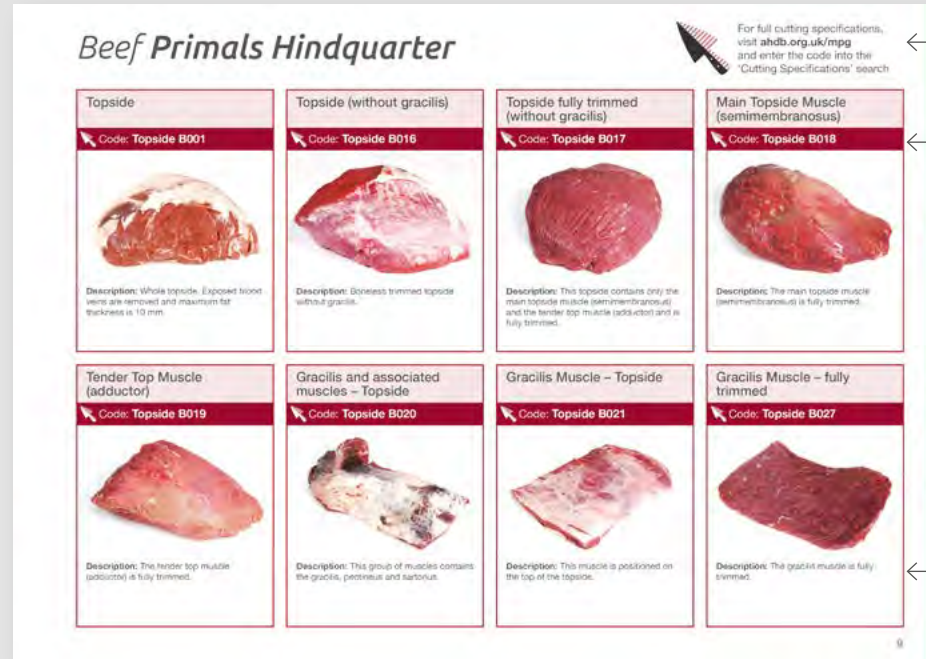 Beef Primals Hindquarter
For full cutting specifications,
visit ahdb.org.uk/mpg
and enter the code into the
'Cutting Specifications' search
Topside
Code: Topside B001
Description: Whole topside. Exposed blood
veins are removed and maximum fat
thickness is 10 mm.
Topside (without gracilis)
Code: Topside B016
Description: Boneless trimmed topside
without gracilis.
Topside fully trimmed
(without gracilis)
Code: Topside B017
Description: This topside contains only the
main topside muscle (semimembranosus)
and the tender top muscle (adductor) and is
fully trimmed.
Main Topside Muscle
(semimembranosus)
Code: Topside B018
Description: The main topside muscle
(semimembranosus) is fully trimmed.
Tender Top Muscle
(adductor)
Code: Topside B019
Description: The tender top muscle
(adductor) is fully trimmed.
Gracilis and associated
muscles – Topside
Code: Topside B020
Description: This group of muscles contains
the gracilis, pectineus and sartorius.
Gracilis Muscle – Topside
Code: Topside B021
Description: This muscle is positioned on
the top of the topside.
Gracilis Muscle – fully
trimmed
Code: Topside B027
Description: The gracilis muscle is fully
trimmed.
9